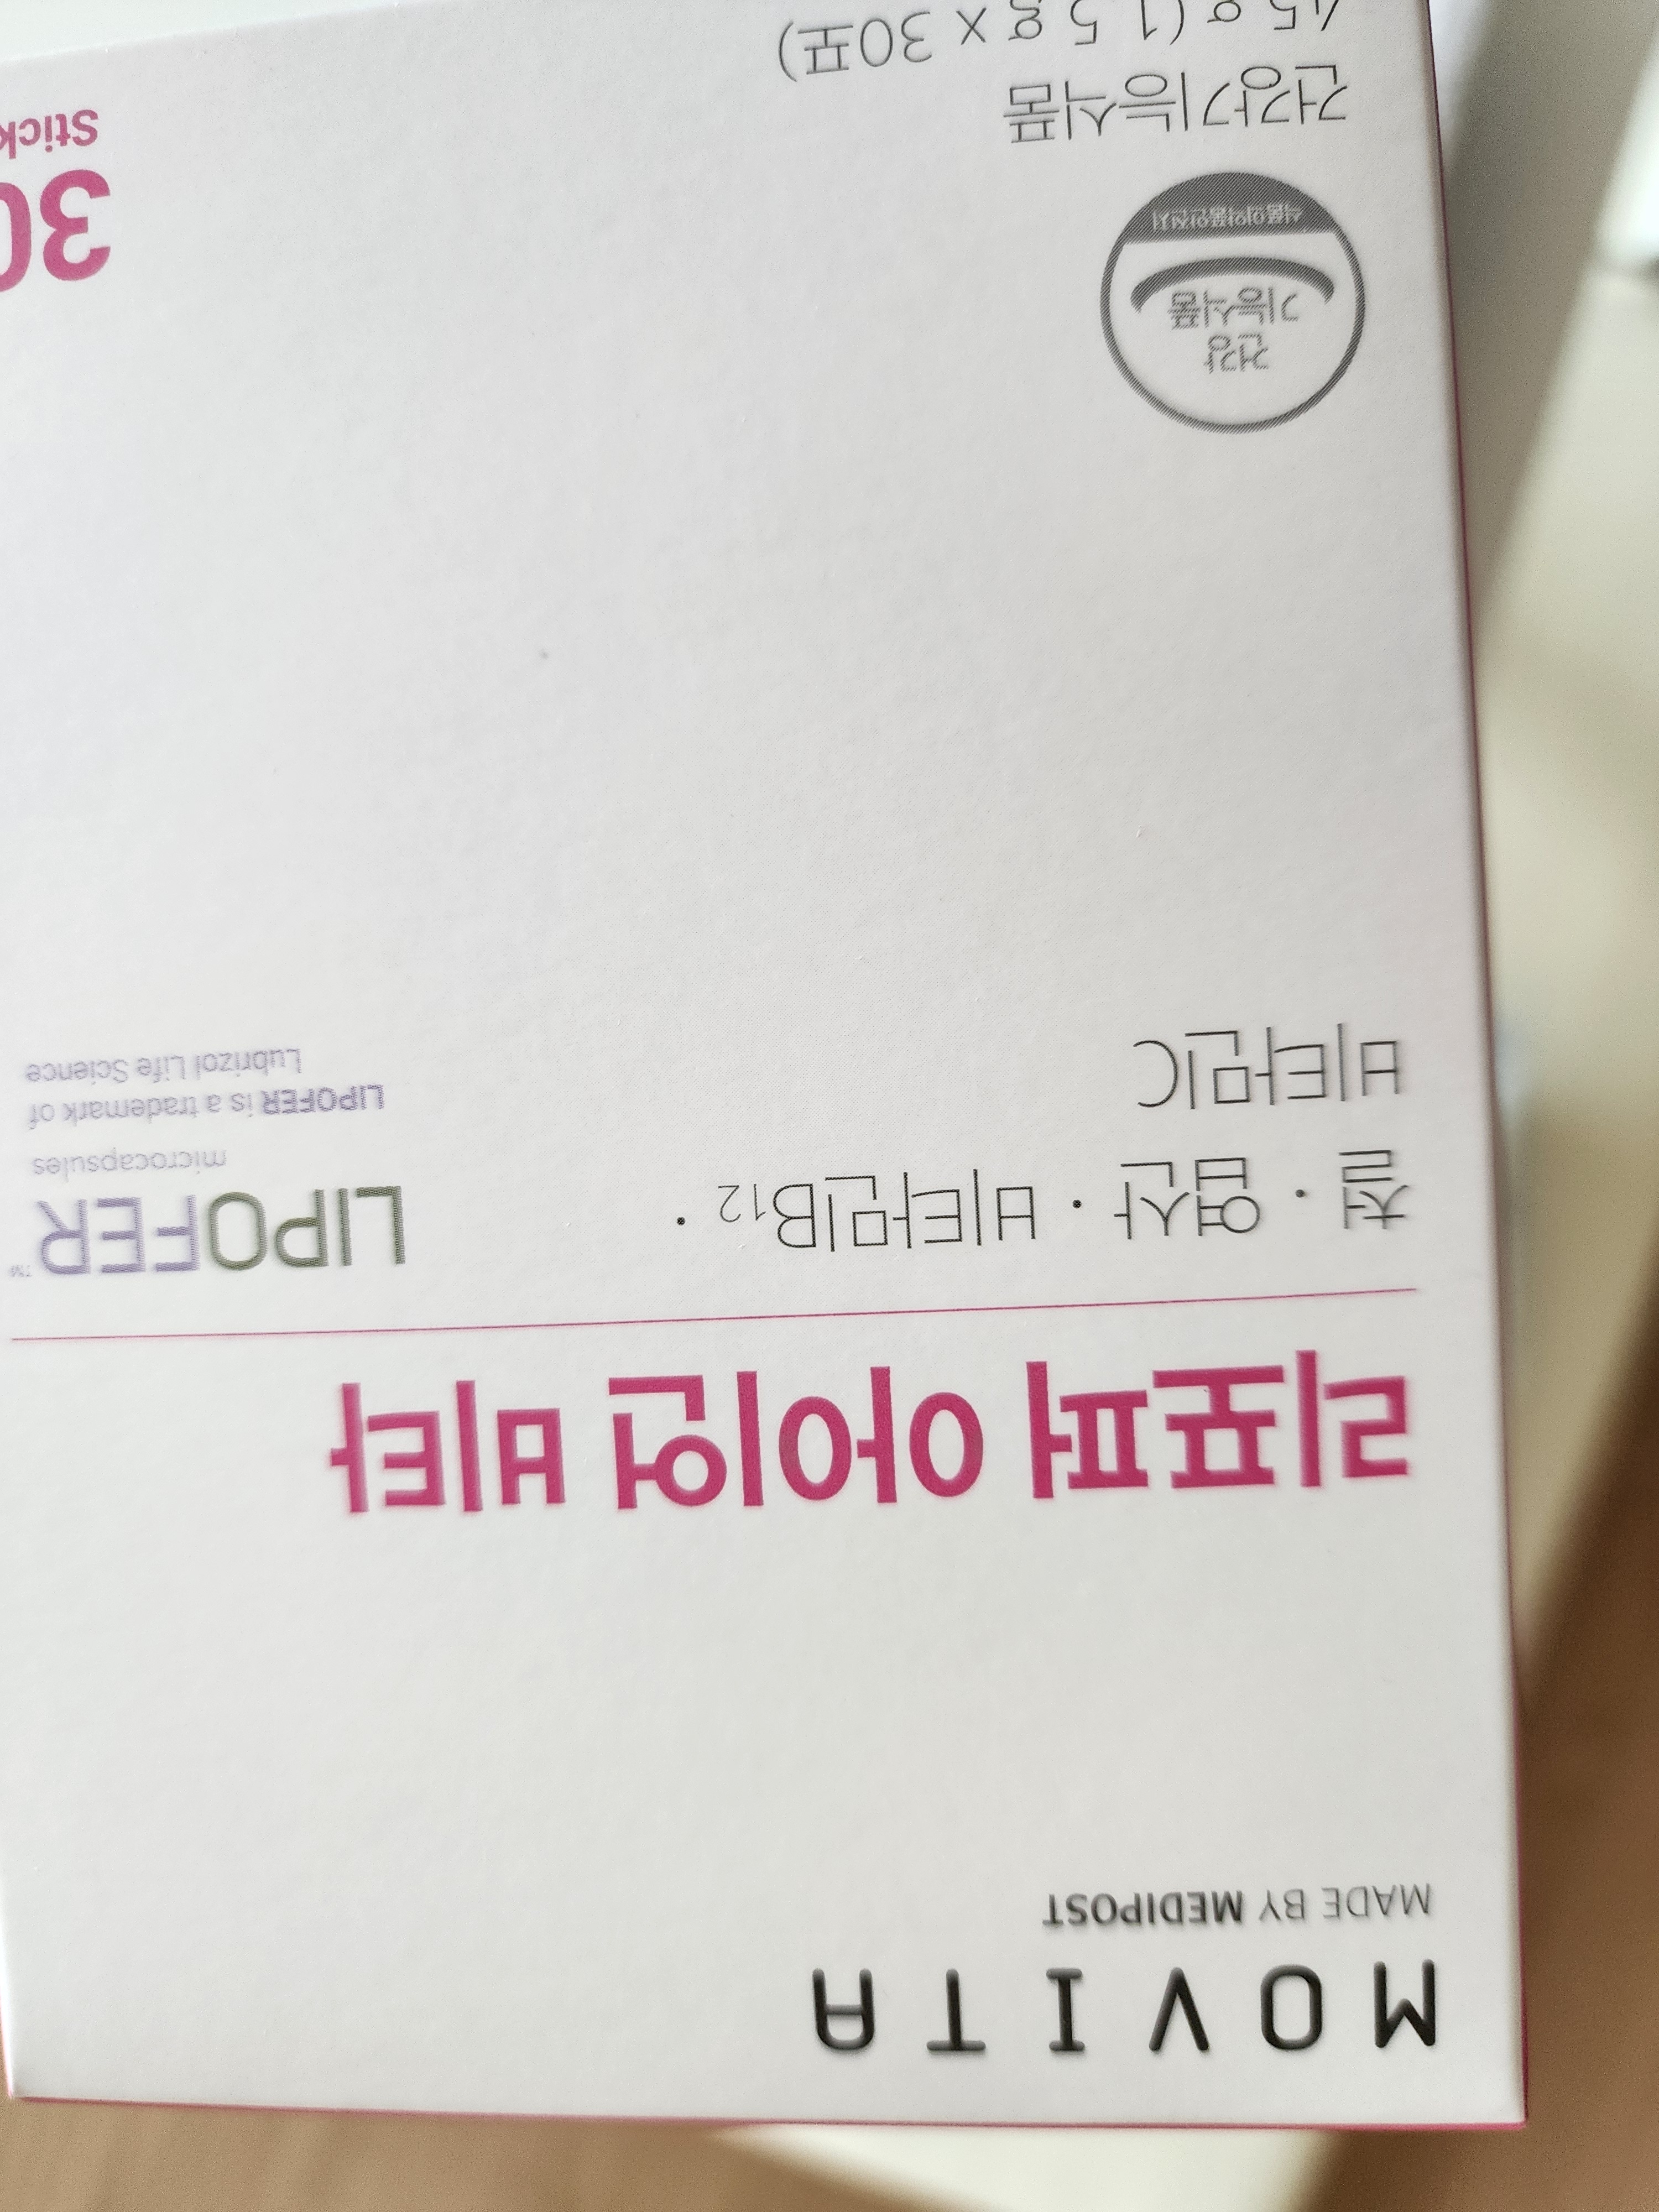 MOVITA
MADE BY MEDIPOST
리포퍼 아이언 비타
철 · 엽산 · 비타민B12 ·
비타민C
LIPOFER™
microcapsules
LIPOFER is a trademark of
Lubrizol Life Science
건강
기능식품
식품의약품안전처
건강기능식품
45 g (1.5 g x 30포)
30
Stick